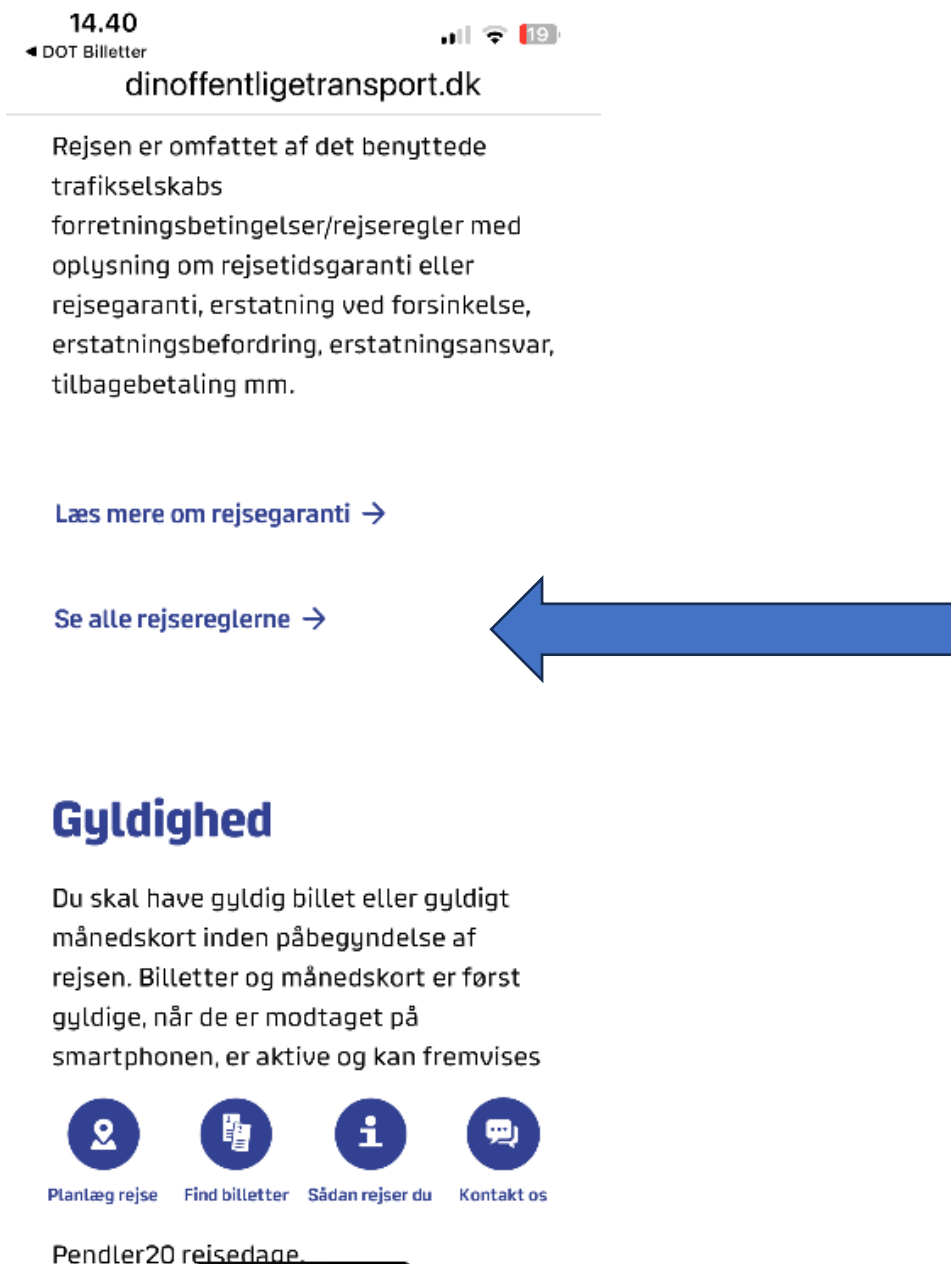 14.40
19
◀ DOT Billetter
dinoffentligetransport.dk
Rejsen er omfattet af det benyttede
trafikselskabs
forretningsbetingelser/rejseregler med
oplysning om rejsetidsgaranti eller
rejsegaranti, erstatning ved forsinkelse,
erstatningsbefordring, erstatningsansvar,
tilbagebetaling mm.
Læs mere om rejsegaranti →
Se alle rejsereglerne →
Gyldighed
Du skal have gyldig billet eller gyldigt
månedskort inden påbegyndelse af
rejsen. Billetter og månedskort er først
gyldige, når de er modtaget på
smartphonen, er aktive og kan fremvises
Planlæg rejse Find billetter Sådan rejser du Kontakt os
Pendler20 rejsedage.